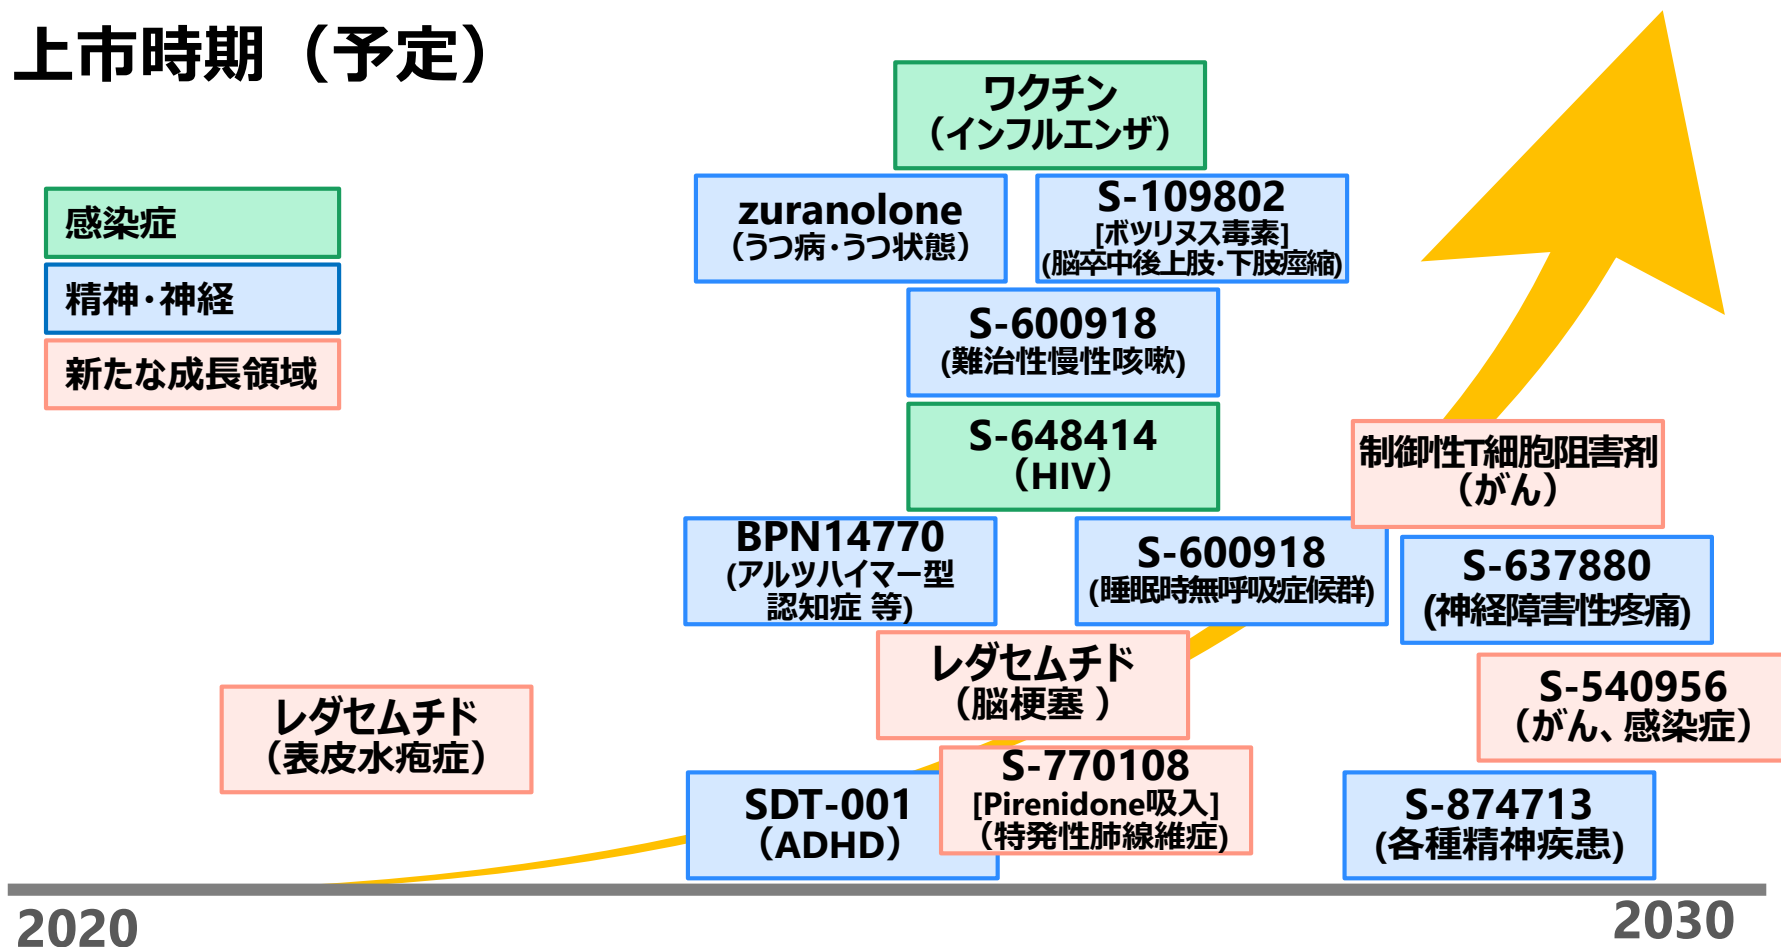 上市時期（予定）
感染症
精神・神経
新たな成長領域
ワクチン
（インフルエンザ）
zuranolone
（うつ病・うつ状態）
S-109802
[ボツリヌス毒素]
(脳卒中後上肢・下肢痙縮)
S-600918
(難治性慢性咳嗽)
S-648414
（HIV）
制御性T細胞阻害剤
（がん）
BPN14770
(アルツハイマー型
認知症 等)
S-600918
(睡眠時無呼吸症候群)
S-637880
(神経障害性疼痛)
レダセムチド
（脳梗塞 ）
レダセムチド
（表皮水疱症）
S-540956
（がん、感染症）
SDT-001
（ADHD）
S-770108
[Pirenidone吸入]
（特発性肺線維症)
S-874713
(各種精神疾患)
2020
2030